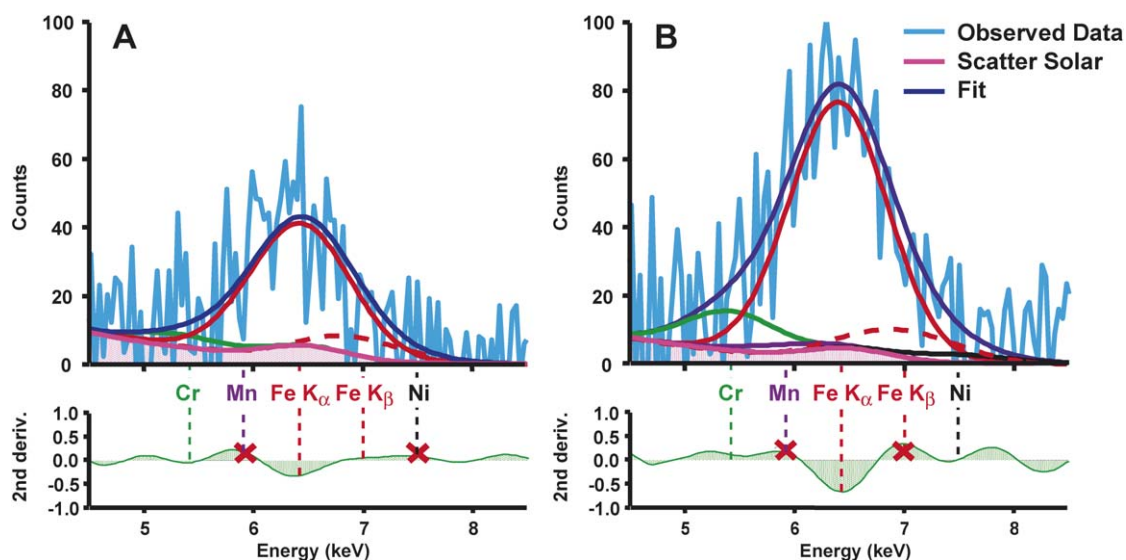 A
B
Observed Data
Scatter Solar
Fit
100
80
60
40
20
0
Counts
100
80
60
40
20
0
Counts
Cr Mn Fe Kα Fe Kβ Ni
Cr Mn Fe Kα Fe Kβ Ni
1.0
0.5
0.0
-0.5
-1.0
2nd deriv.
5 6 7 8
Energy (keV)
1.0
0.5
0.0
-0.5
-1.0
2nd deriv.
5 6 7 8
Energy (keV)